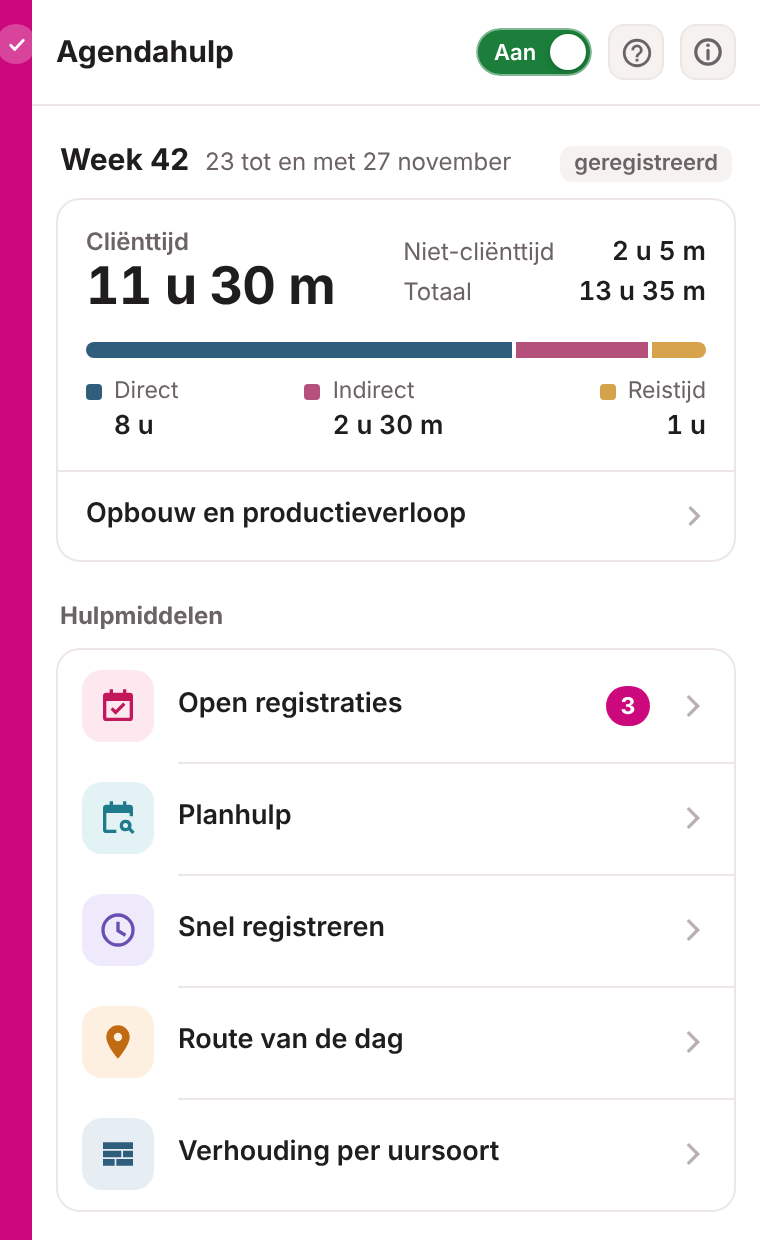 Agendahulp
Aan
Week 42 23 tot en met 27 november
geregistreerd
Cliënttijd
11 u 30 m
Niet-cliënttijd 2 u 5 m
Totaal 13 u 35 m
Direct
8 u
Indirect
2 u 30 m
Reistijd
1 u
Opbouw en productieverloop
Hulpmiddelen
Open registraties 3
Planhulp
Snel registreren
Route van de dag
Verhouding per uursoort